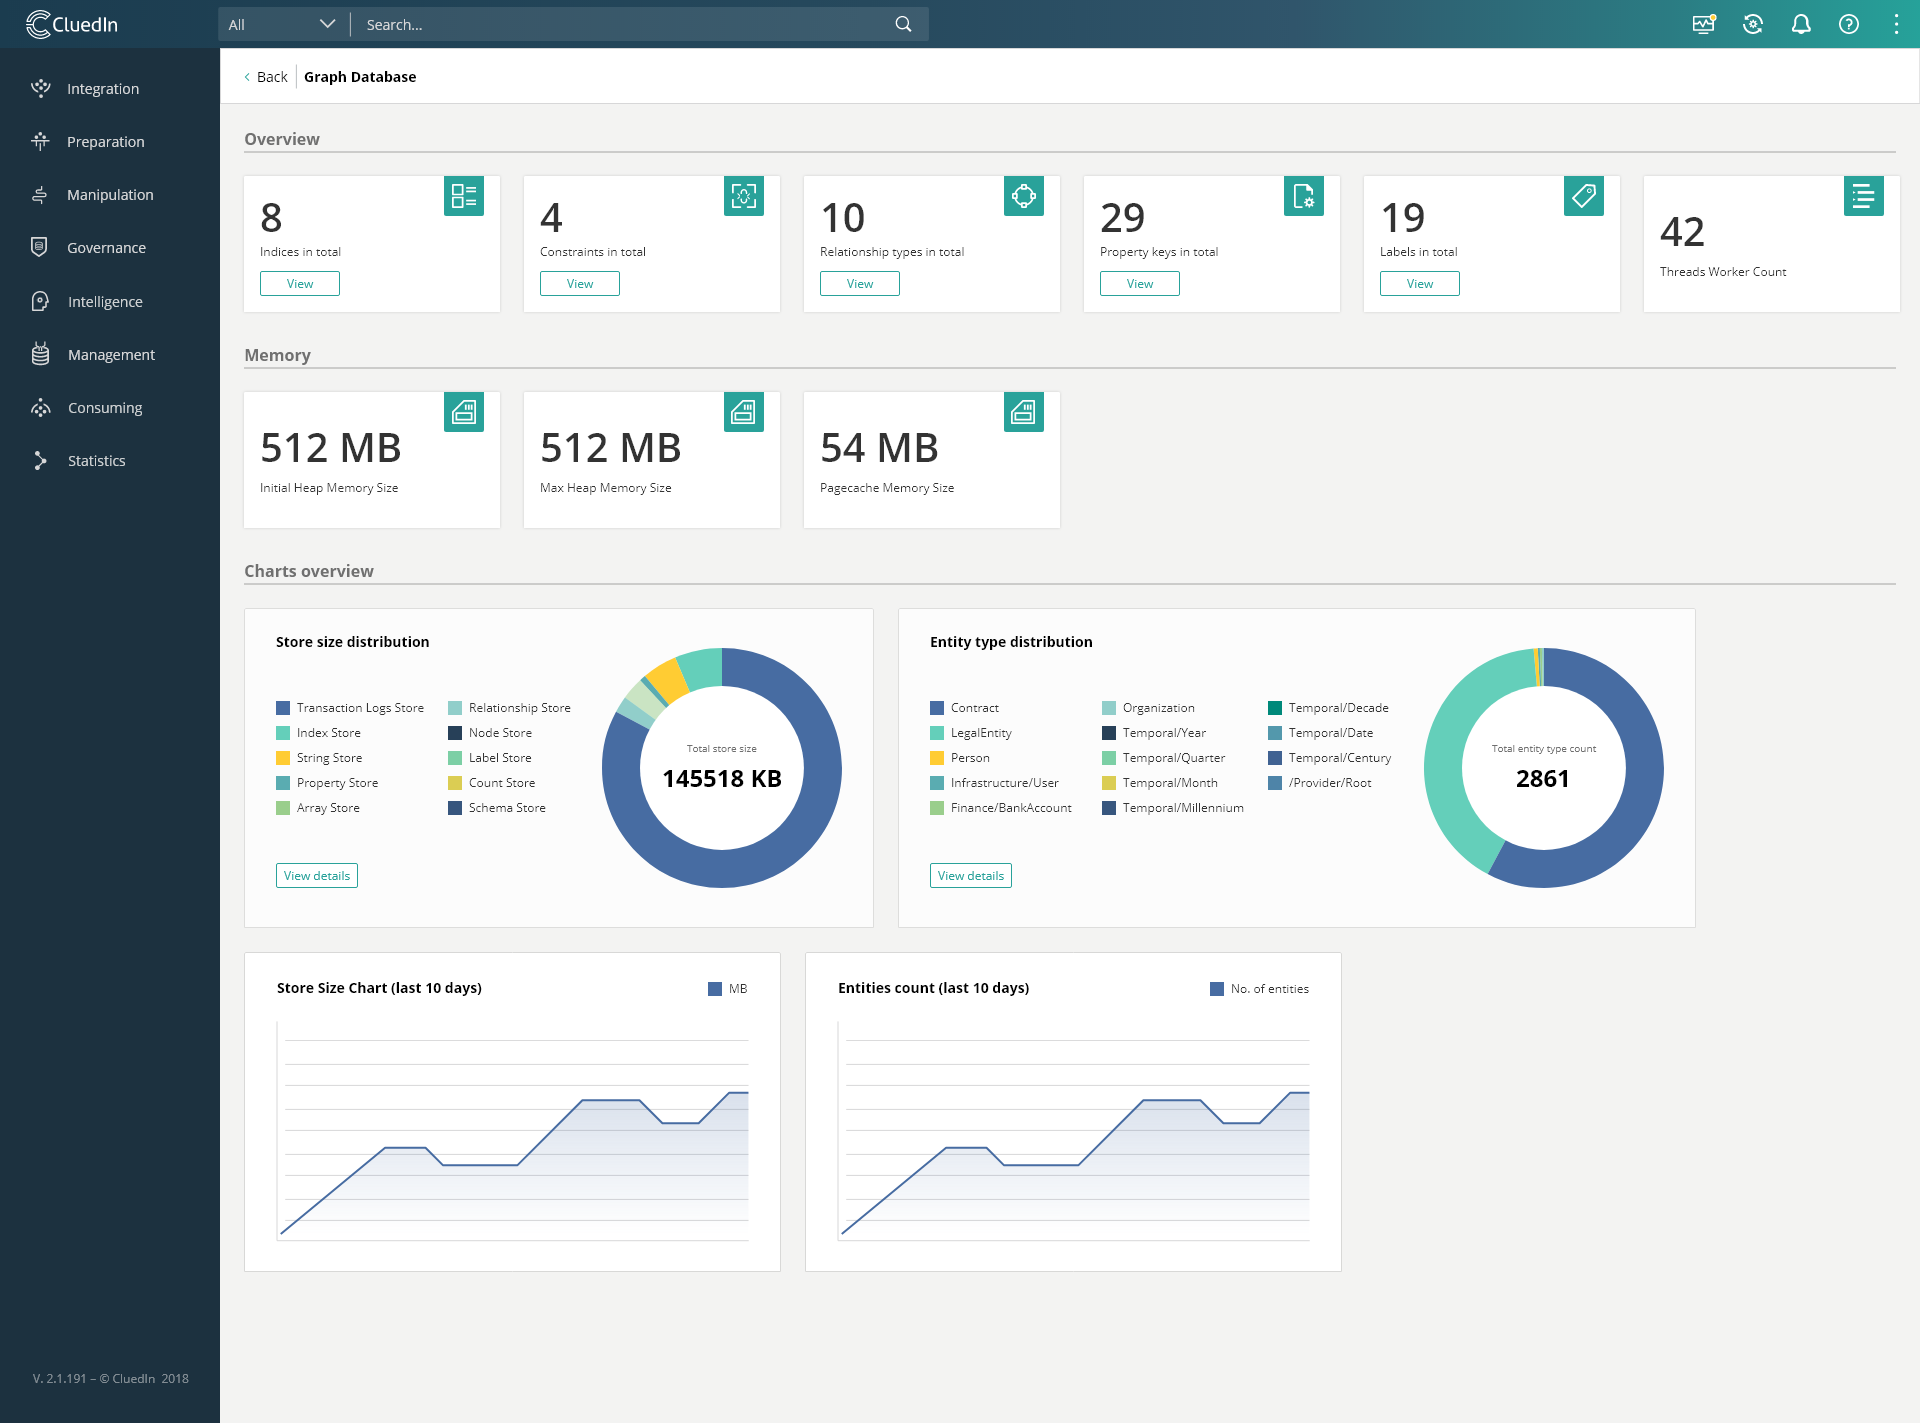 CluedIn
All
Search...
Integration
Preparation
Manipulation
Governance
Intelligence
Management
Consuming
Statistics
V. 2.1.191 – © CluedIn 2018
Back
Graph Database
Overview
8
Indices in total
View
4
Constraints in total
View
10
Relationship types in total
View
29
Property keys in total
View
19
Labels in total
View
42
Threads Worker Count
Memory
512 MB
Initial Heap Memory Size
512 MB
Max Heap Memory Size
54 MB
Pagecache Memory Size
Charts overview
Store size distribution
Transaction Logs Store
Index Store
String Store
Property Store
Array Store
Relationship Store
Node Store
Label Store
Count Store
Schema Store
Total store size
145518 KB
View details
Entity type distribution
Contract
LegalEntity
Person
Infrastructure/User
Finance/BankAccount
Organization
Temporal/Year
Temporal/Quarter
Temporal/Month
Temporal/Millennium
Temporal/Decade
Temporal/Date
Temporal/Century
/Provider/Root
Total entity type count
2861
View details
Store Size Chart (last 10 days)
MB
Entities count (last 10 days)
No. of entities